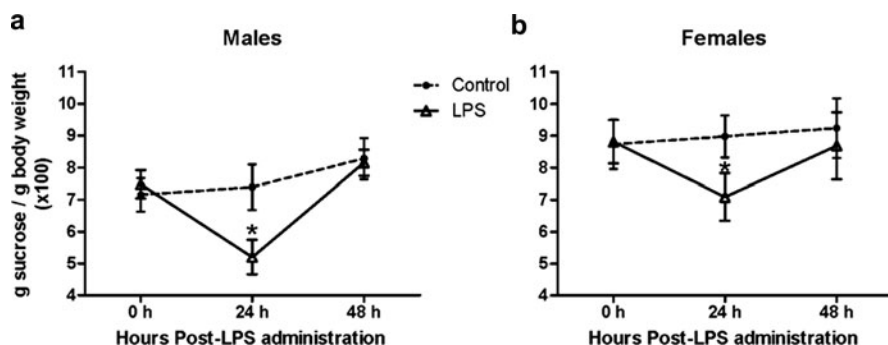 a
Males
g sucrose / g body weight
(x100)
11
10
9
8
7
6
5
4
*
0 h
24 h
48 h
Hours Post-LPS administration
Control
LPS
b
Females
11
10
9
8
7
6
5
4
*
0 h
24 h
48 h
Hours Post-LPS administration